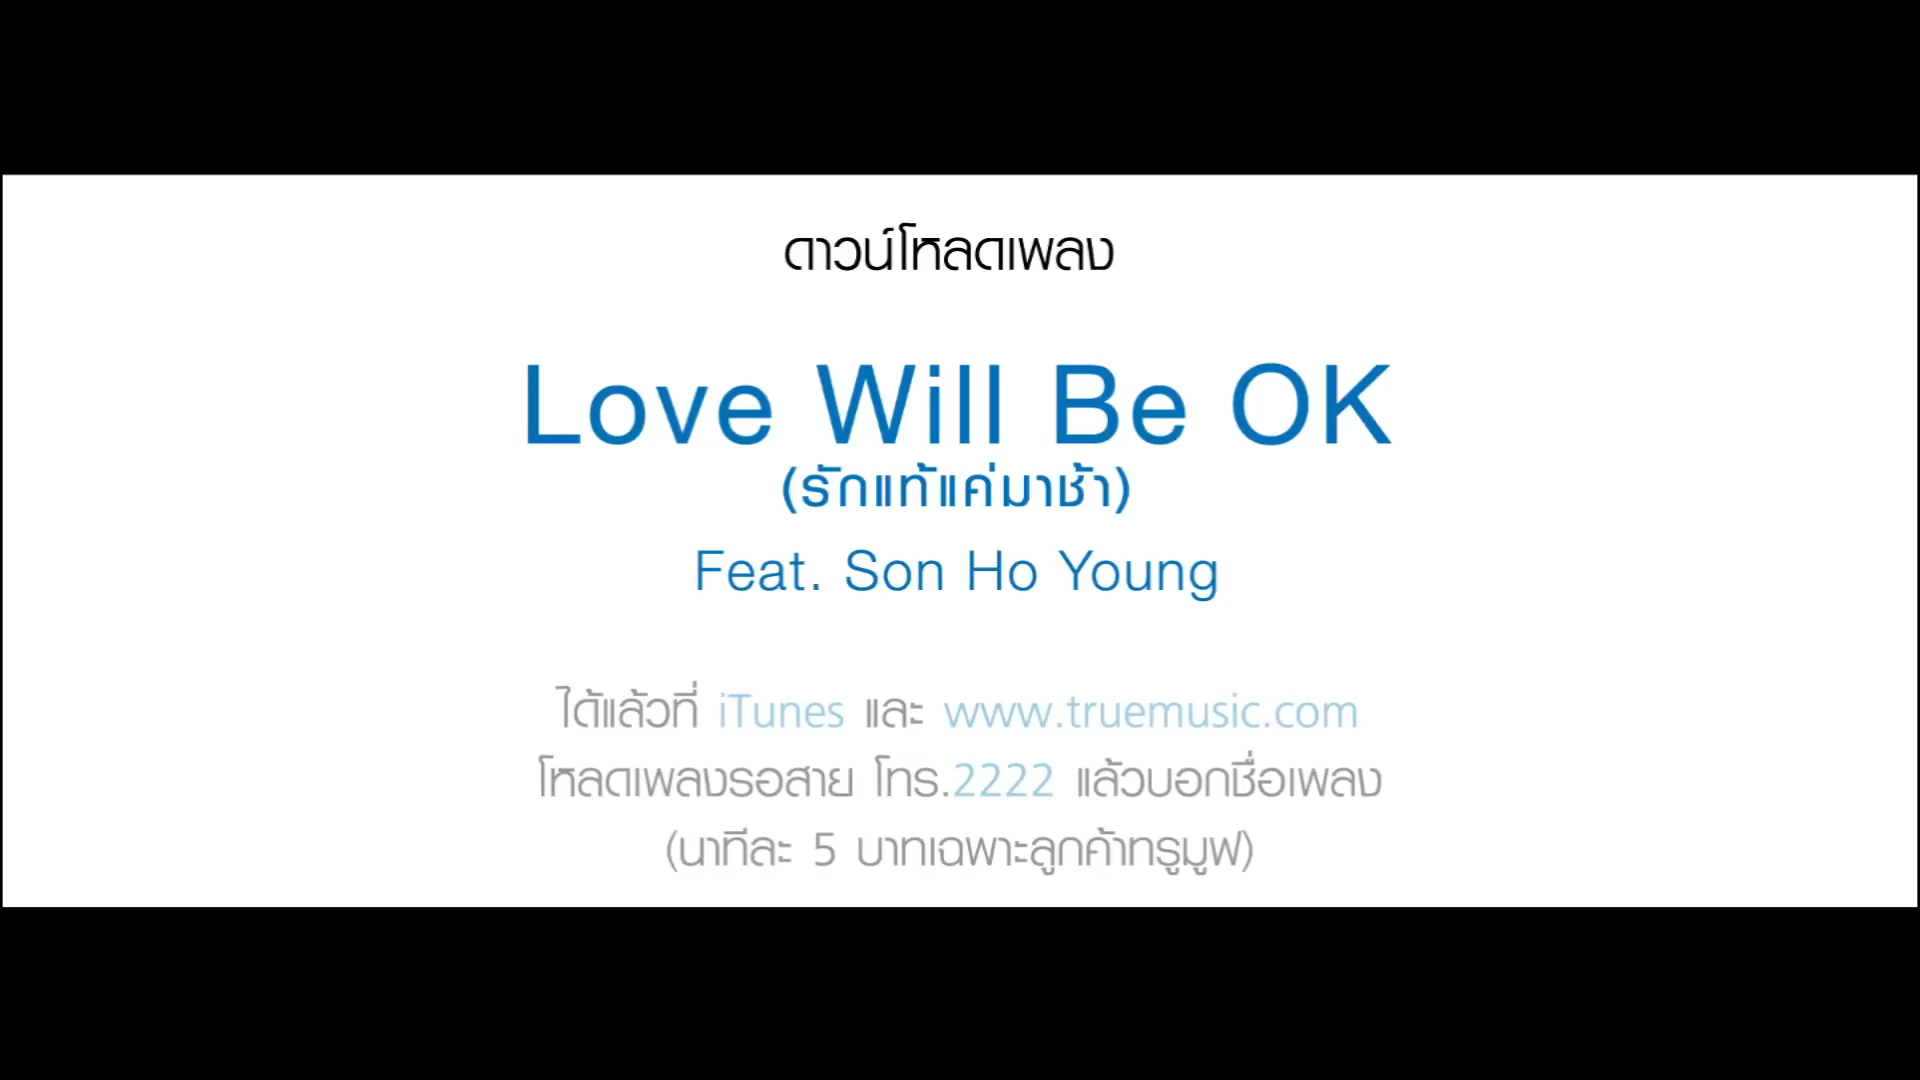 ดาวน์โหลดเพลง
Love Will Be OK
(รักแท้แค่มาช้า)
Feat. Son Ho Young
ได้แล้วที่ iTunes และ www.truemusic.com
โหลดเพลงรอสาย โทร.2222 แล้วบอกชื่อเพลง
(นาทีละ 5 บาทเฉพาะลูกค้าทรูมูฟ)